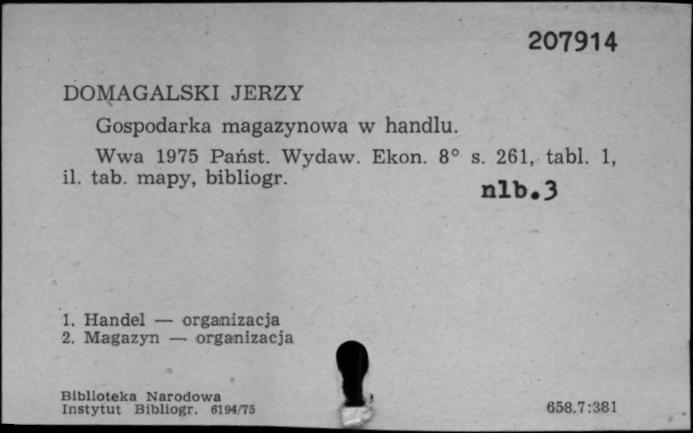 207914
DOMAGALSKI JERZY
Gospodarka magazynowa w handlu.
Wwa 1975 Państ. Wydaw. Ekon. 8° s. 261, tabl. 1,
il. tab. mapy, bibliogr.
nlb.3
1. Handel — organizacja
2. Magazyn — organizacja
Biblioteka Narodowa
Instytut Bibliogr. 6194/75
658.7:381